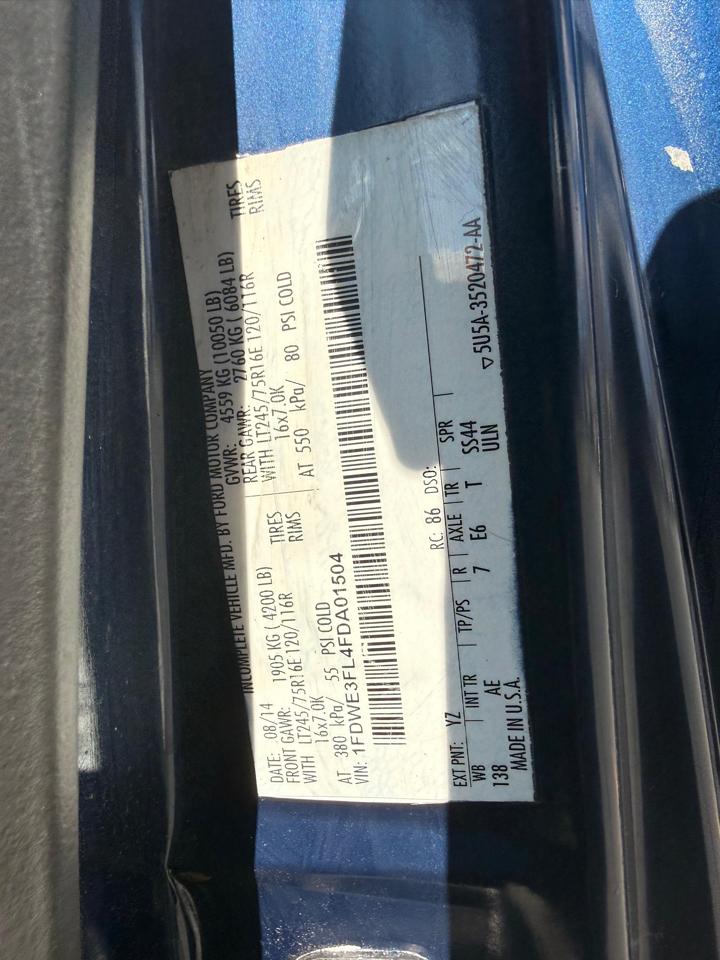 INCOMPLETE VEHICLE MFD. BY FORD MOTOR COMPANY
DATE: 08/14 GVWR: 4559 KG (10050 LB)
FRONT GAWR: 1905 KG ( 4200 LB) REAR GAWR: 2760 KG ( 6084 LB)
WITH LT245/75R16E 120/116R TIRES WITH LT245/75R16E 120/116R TIRES
16x7.0K RIMS 16x7.0K RIMS
AT 380 kPa/ 55 PSI COLD AT 550 kPa/ 80 PSI COLD
VIN: 1FDWE3FL4FDA01504
EXT PNT: YZ RC: 86 DSO:
WB INT TR TP/PS R AXLE TR SPR
138 AE 7 E6 T SS44
MADE IN U.S.A. ULN ▽5U5A-3520472-AA